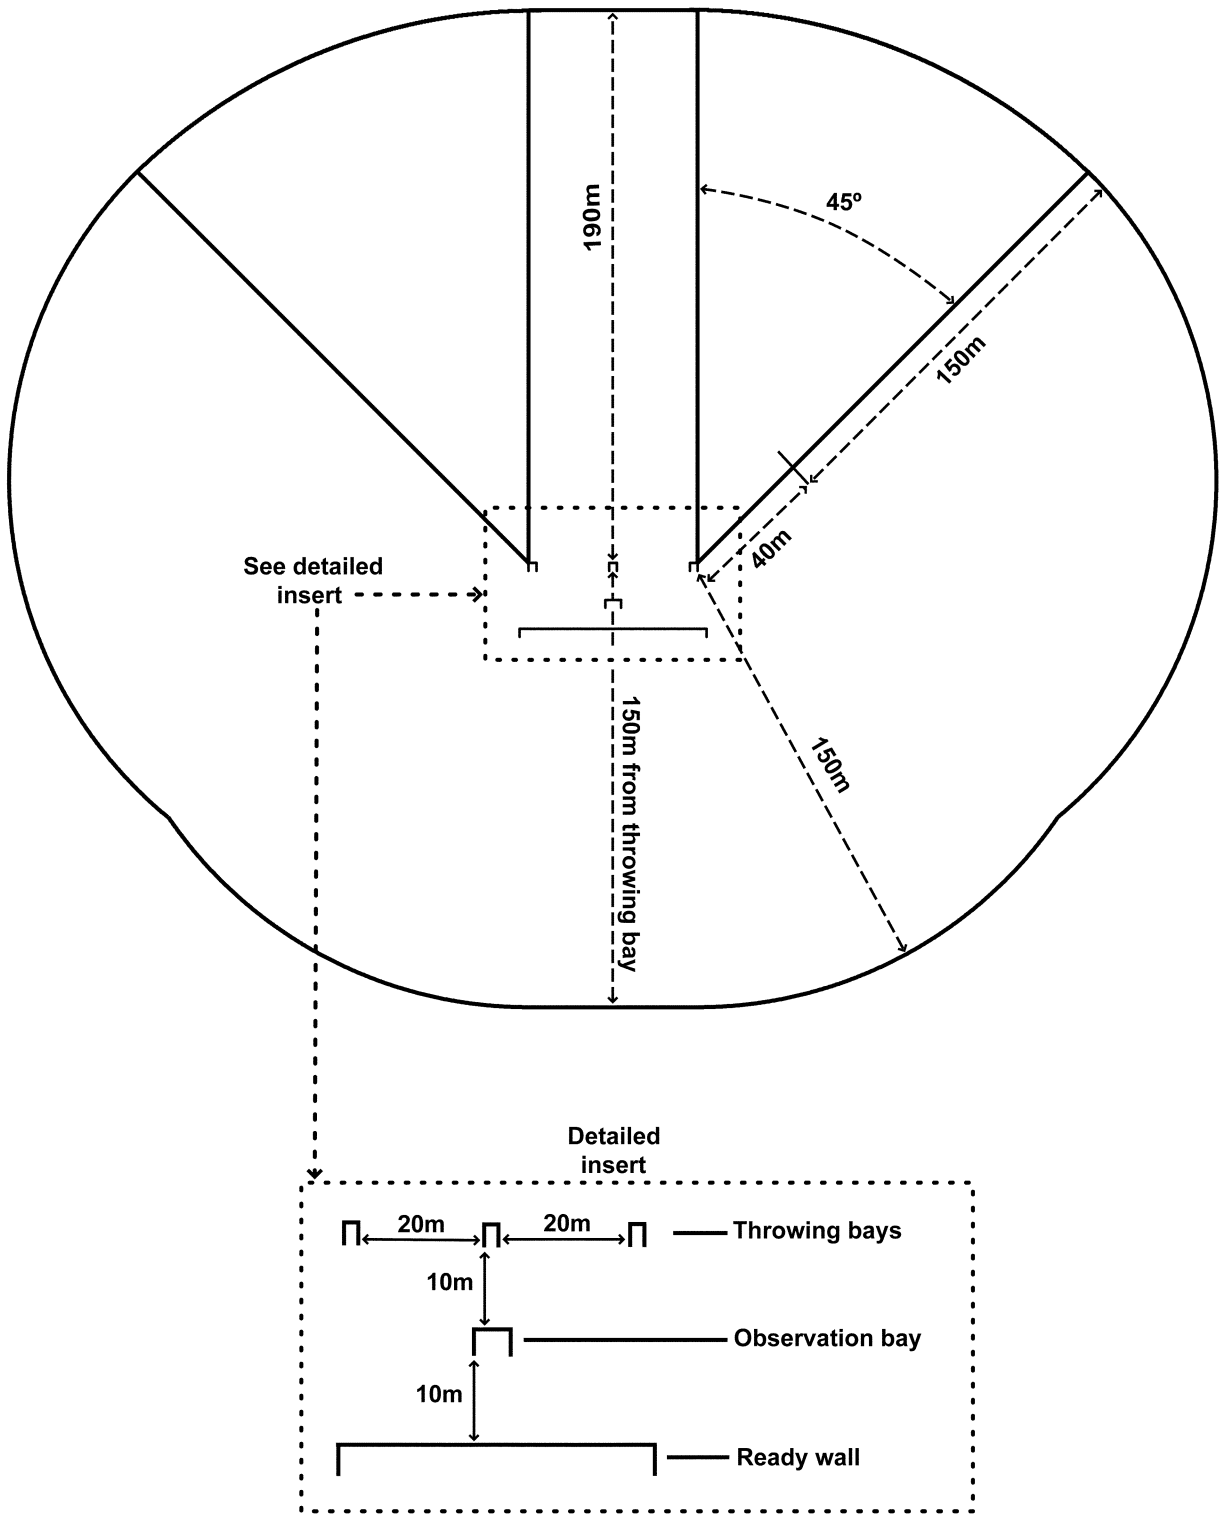 190m
45º
150m
40m
See detailed
insert
150m from throwing bay
150m
Detailed
insert
20m
20m
Throwing bays
10m
Observation bay
10m
Ready wall